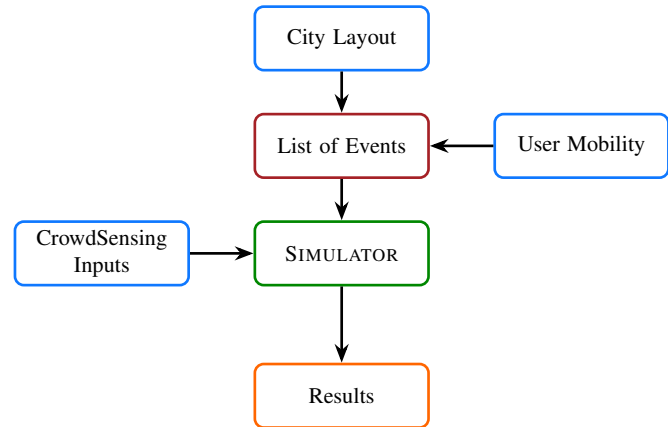 City Layout
List of Events
User Mobility
CrowdSensing
Inputs
SIMULATOR
Results